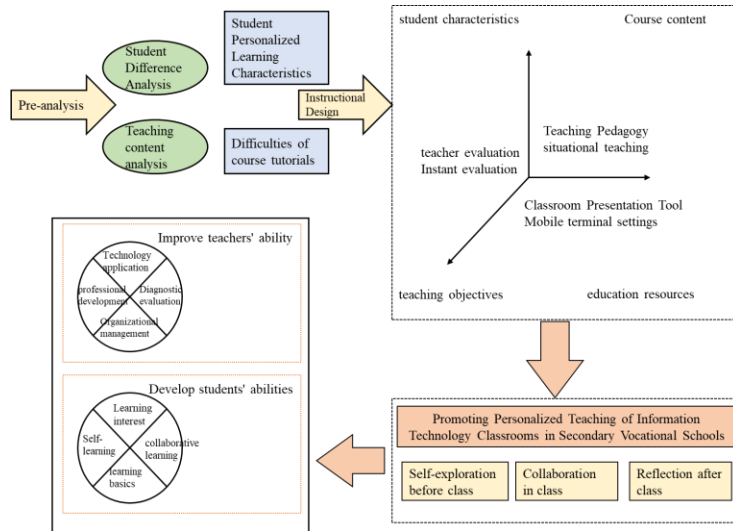 Pre-analysis
Student
Difference
Analysis
Teaching
content
analysis
Student
Personalized
Learning
Characteristics
Difficulties of
course tutorials
Instructional
Design
student characteristics
Course content
Teaching Pedagogy
situational teaching
teacher evaluation
Instant evaluation
Classroom Presentation Tool
Mobile terminal settings
teaching objectives
education resources
Promoting Personalized Teaching of Information
Technology Classrooms in Secondary Vocational Schools
Self-exploration
before class
Collaboration
in class
Reflection after
class
Improve teachers' ability
Technology
application
professional
development
Diagnostic
evaluation
Organizational
management
Develop students' abilities
Learning
interest
Self-
learning
collaborative
learning
learning
basics